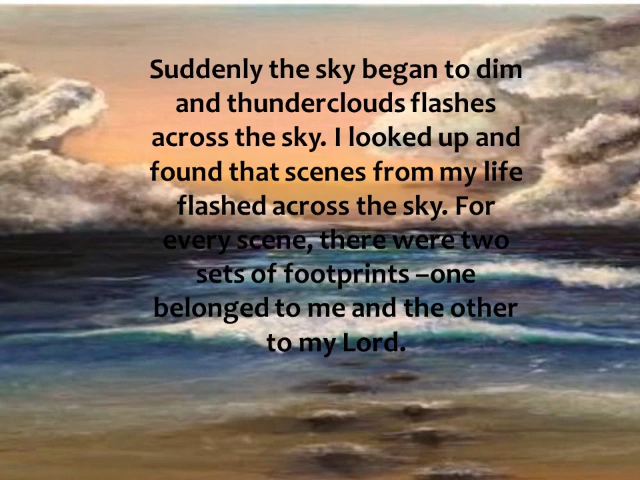 Suddenly the sky began to dim
and thunderclouds flashes
across the sky. I looked up and
found that scenes from my life
flashed across the sky. For
every scene, there were two
sets of footprints –one
belonged to me and the other
to my Lord.